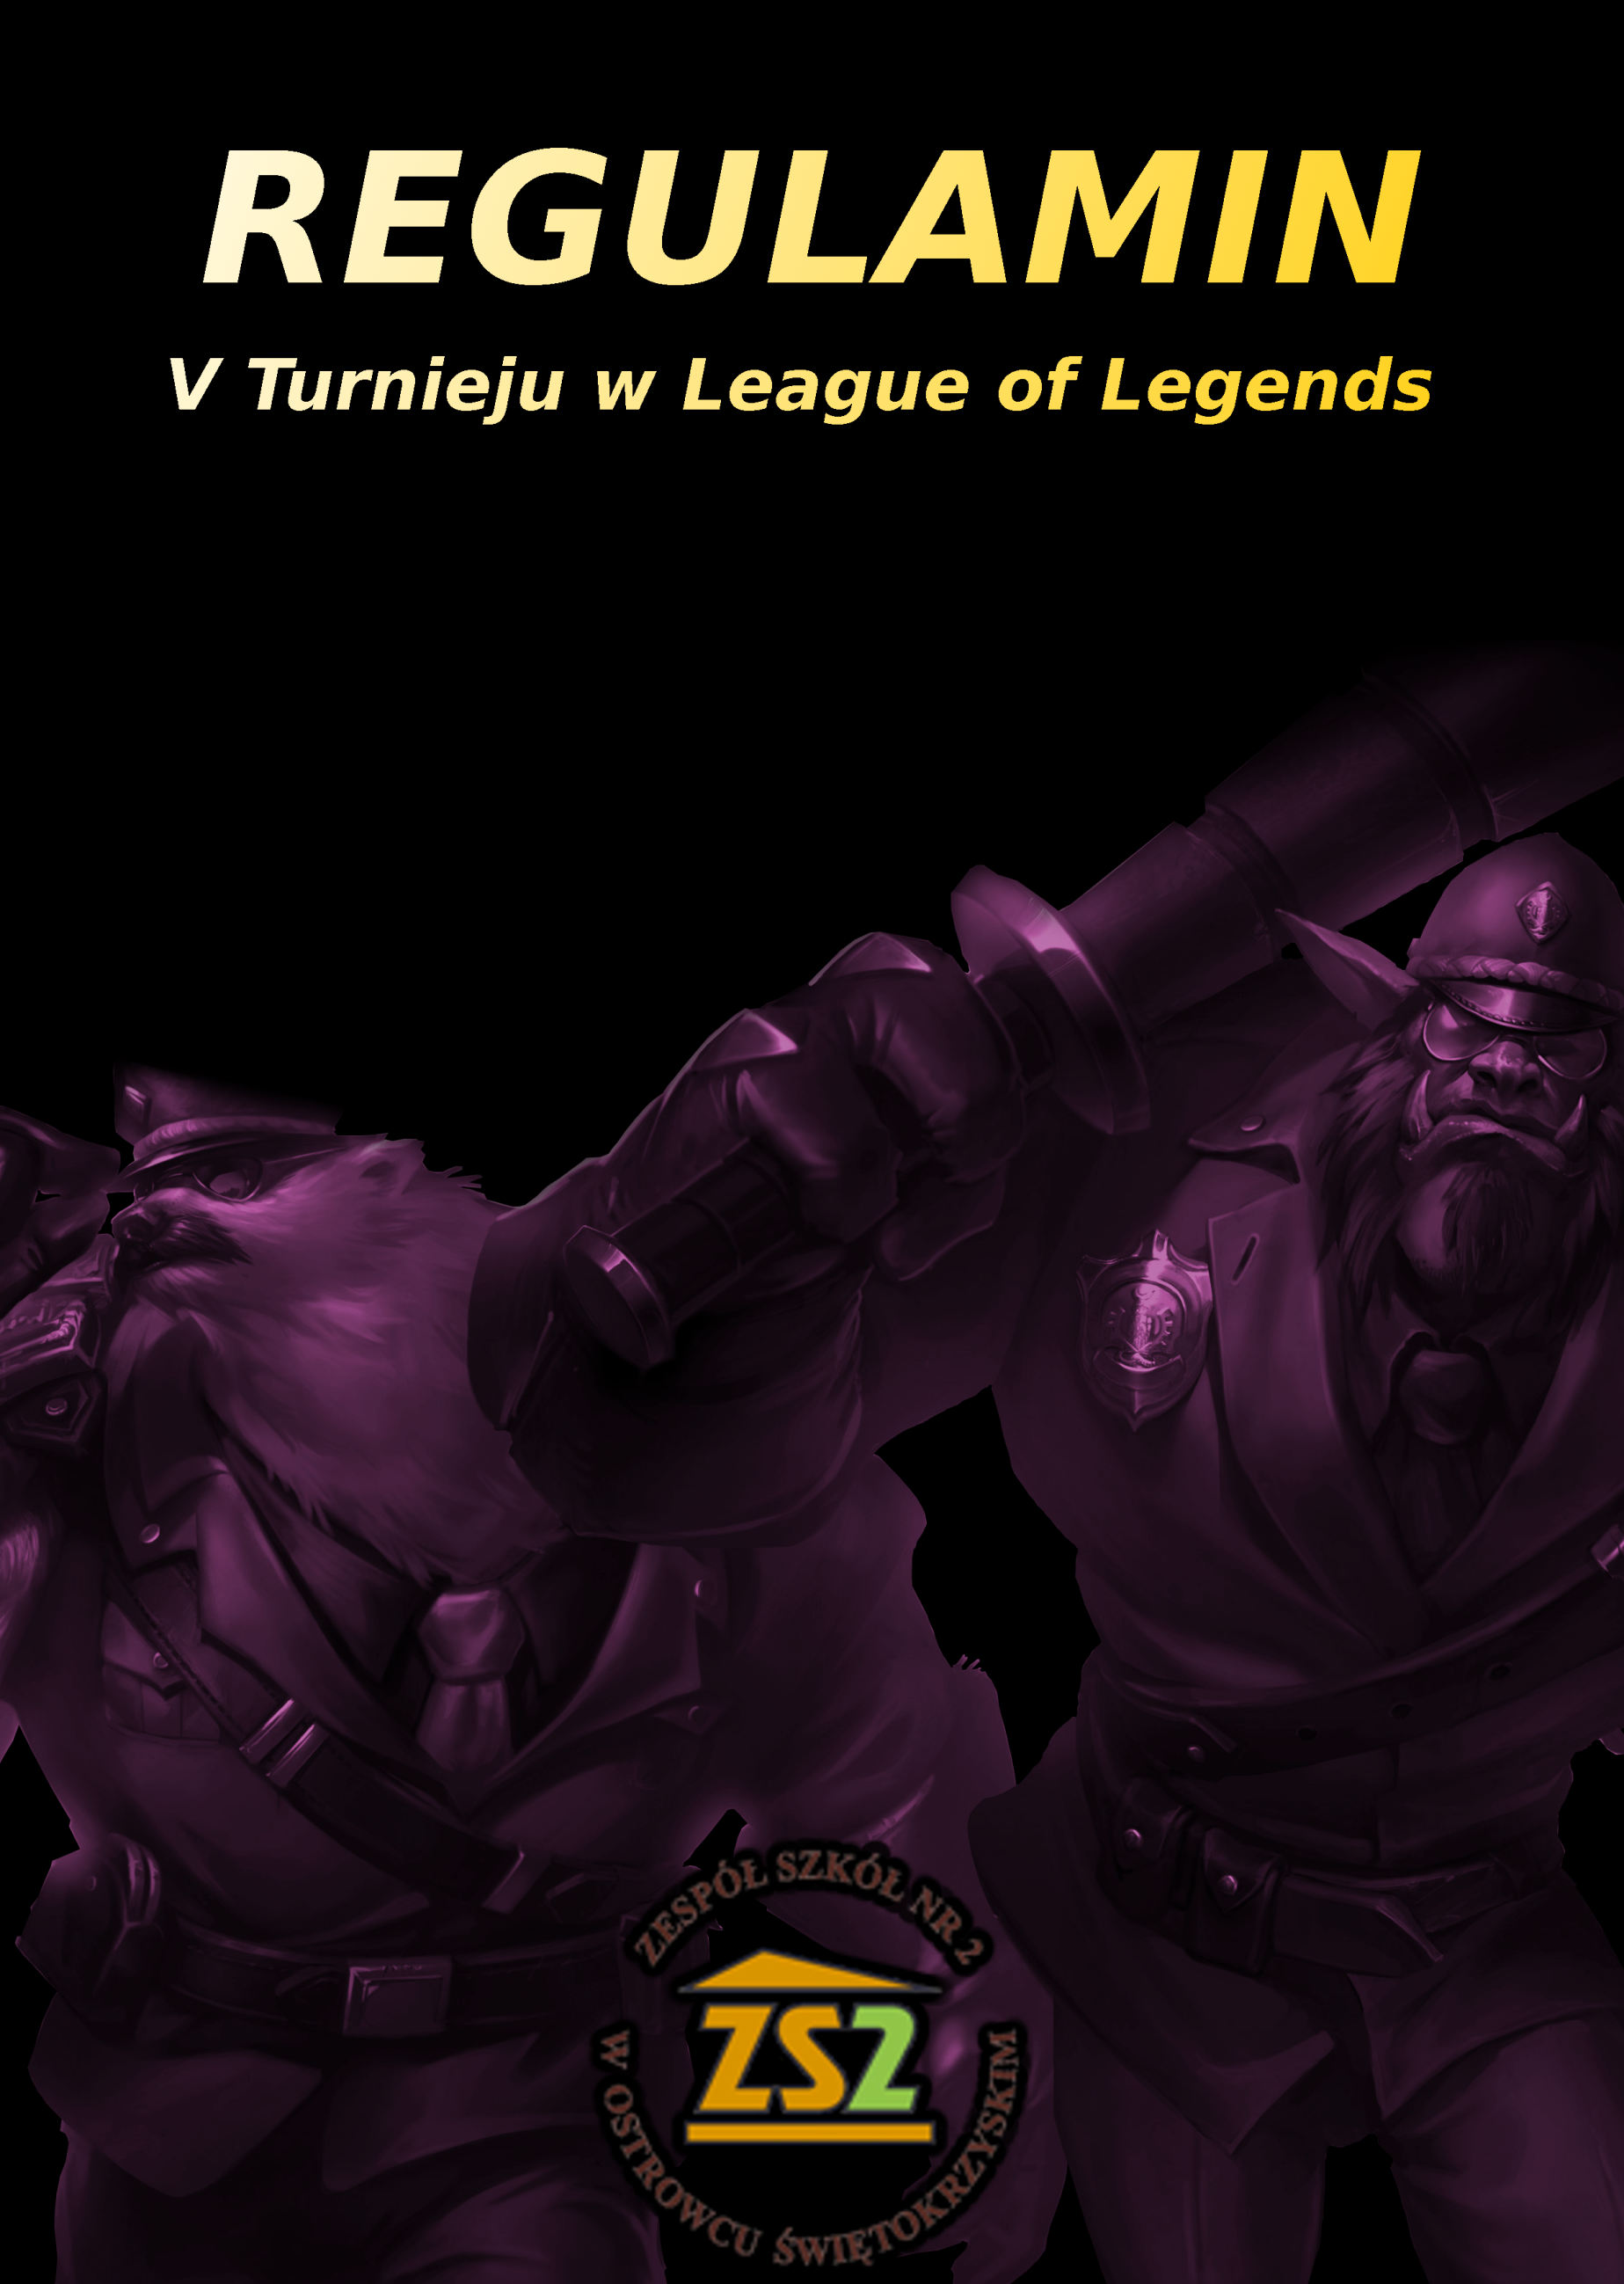 REGULAMIN
V Turnieju w League of Legends
ZESPÓŁ SZKÓŁ NR 2
ZS2
W OSTROWCU ŚWIĘTOKRZYSKIM